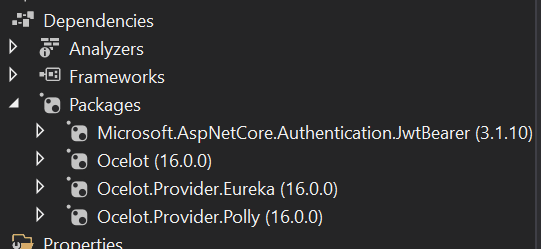 Dependencies
Analyzers
Frameworks
Packages
Microsoft.AspNetCore.Authentication.JwtBearer (3.1.10)
Ocelot (16.0.0)
Ocelot.Provider.Eureka (16.0.0)
Ocelot.Provider.Polly (16.0.0)
Properties